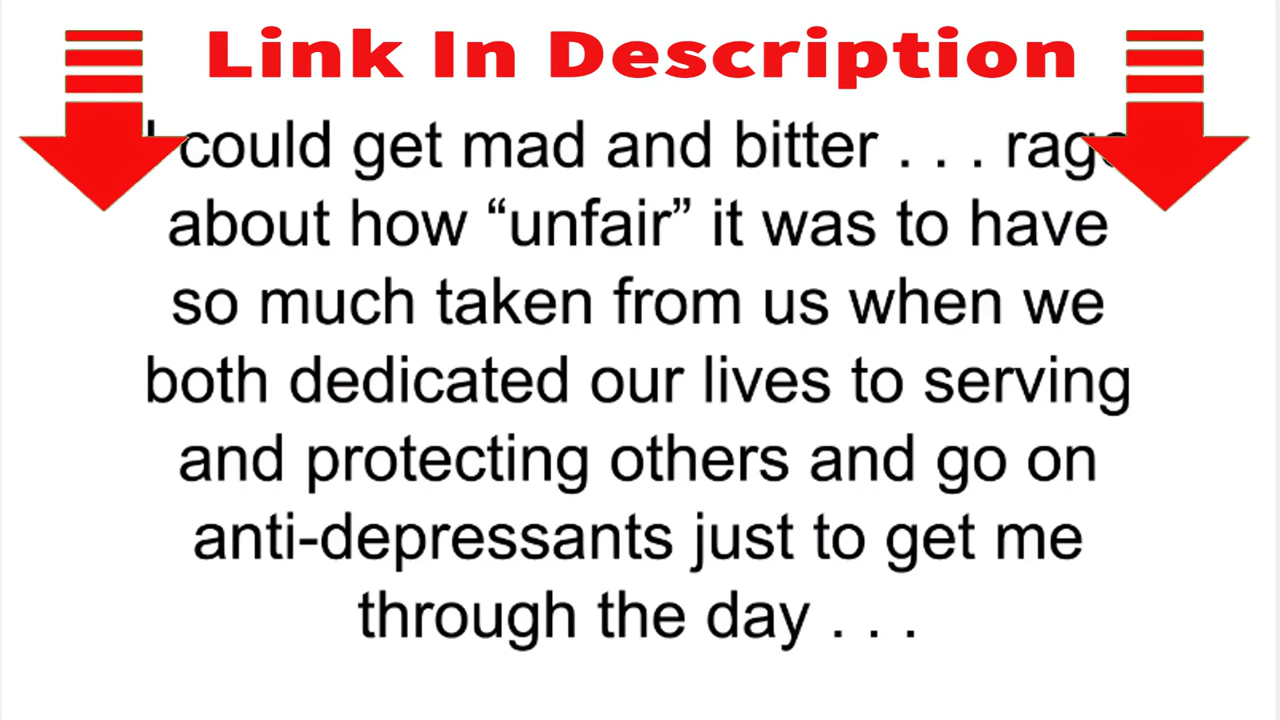 Link In Description
I could get mad and bitter . . . rage
about how “unfair” it was to have
so much taken from us when we
both dedicated our lives to serving
and protecting others and go on
anti-depressants just to get me
through the day . . .